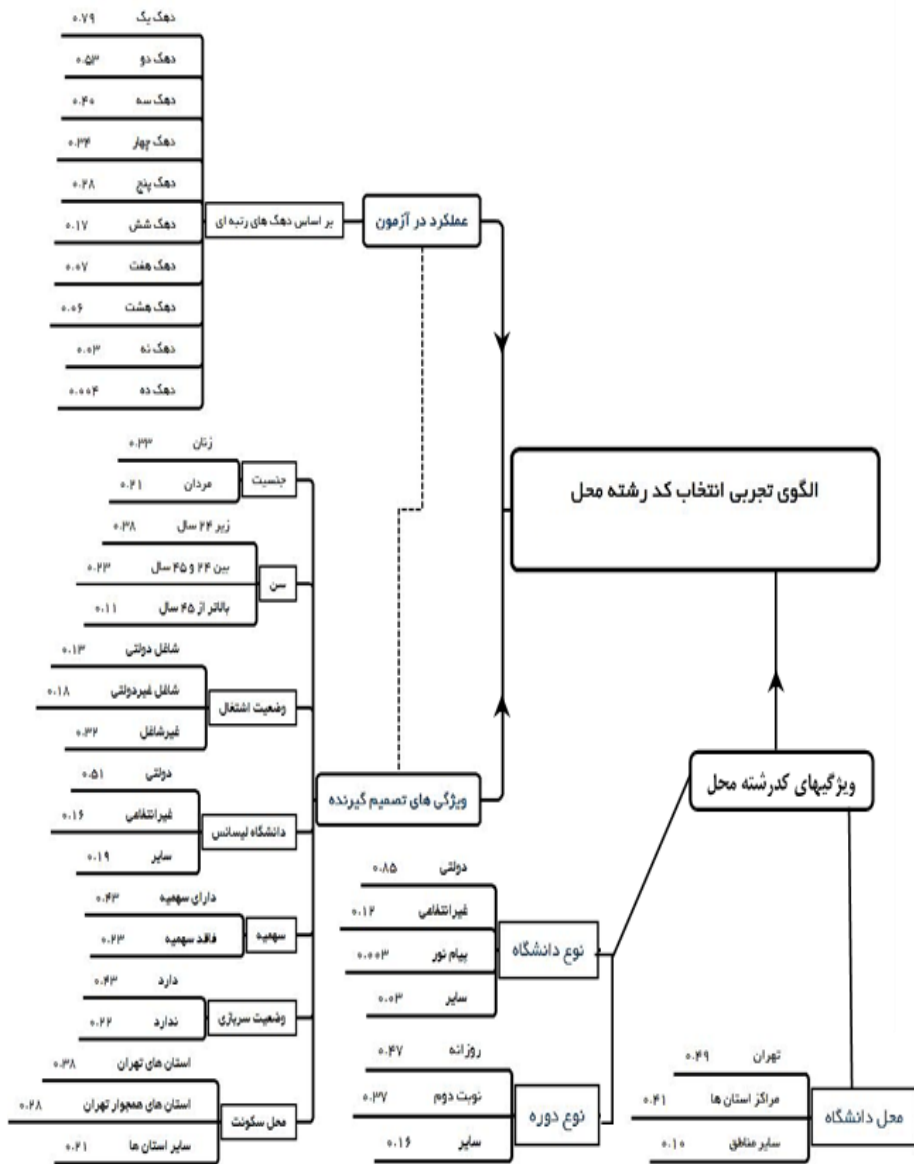 الگوی تجربی انتخاب کد رشته محل
عملکرد در آزمون
بر اساس دهک های رتبه ای
دهک یک ۰.۷۹
دهک دو ۰.۵۳
دهک سه ۰.۴۰
دهک چهار ۰.۳۴
دهک پنج ۰.۲۸
دهک شش ۰.۱۷
دهک هفت ۰.۰۷
دهک هشت ۰.۰۶
دهک نه ۰.۰۳
دهک ده ۰.۰۰۴
ویژگی های تصمیم گیرنده
جنسیت
زنان ۰.۳۳
مردان ۰.۲۱
سن
زیر ۲۴ سال ۰.۳۸
بین ۲۴ و ۴۵ سال ۰.۲۳
بالاتر از ۴۵ سال ۰.۱۱
وضعیت اشتغال
شاغل دولتی ۰.۱۳
شاغل غیردولتی ۰.۱۸
غیرشاغل ۰.۳۲
دانشگاه لیسانس
دولتی ۰.۵۱
غیرانتفاعی ۰.۱۶
سایر ۰.۱۹
سهمیه
دارای سهمیه ۰.۴۳
فاقد سهمیه ۰.۲۳
وضعیت سربازی
دارد ۰.۴۳
ندارد ۰.۲۲
محل سکونت
استان های تهران ۰.۳۸
استان های همجوار تهران ۰.۲۸
سایر استان ها ۰.۲۱
ویژگیهای کدرشته محل
نوع دانشگاه
دولتی ۰.۸۵
غیرانتفاعی ۰.۱۲
پیام نور ۰.۰۰۳
سایر ۰.۰۳
نوع دوره
روزانه ۰.۴۷
نوبت دوم ۰.۳۷
سایر ۰.۱۶
محل دانشگاه
تهران ۰.۴۹
مراکز استان ها ۰.۴۱
سایر مناطق ۰.۱۰